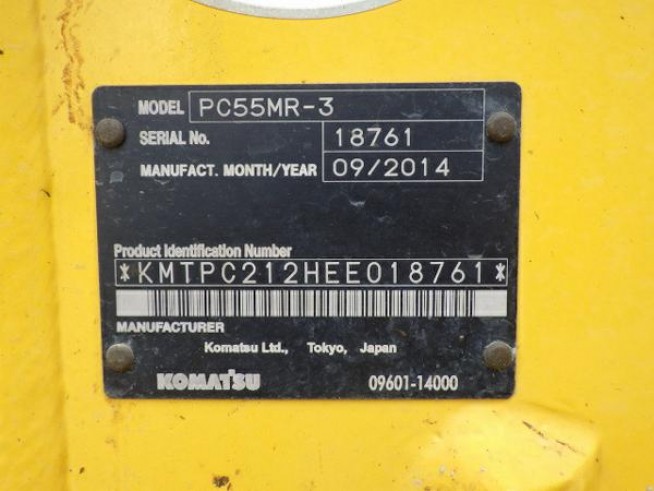 MODEL PC55MR-3
SERIAL No. 18761
MANUFACT. MONTH/YEAR 09/2014
Product Identification Number
*KMTPC212HEE018761*
MANUFACTURER
Komatsu Ltd., Tokyo, Japan
KOMATSU 09601-14000